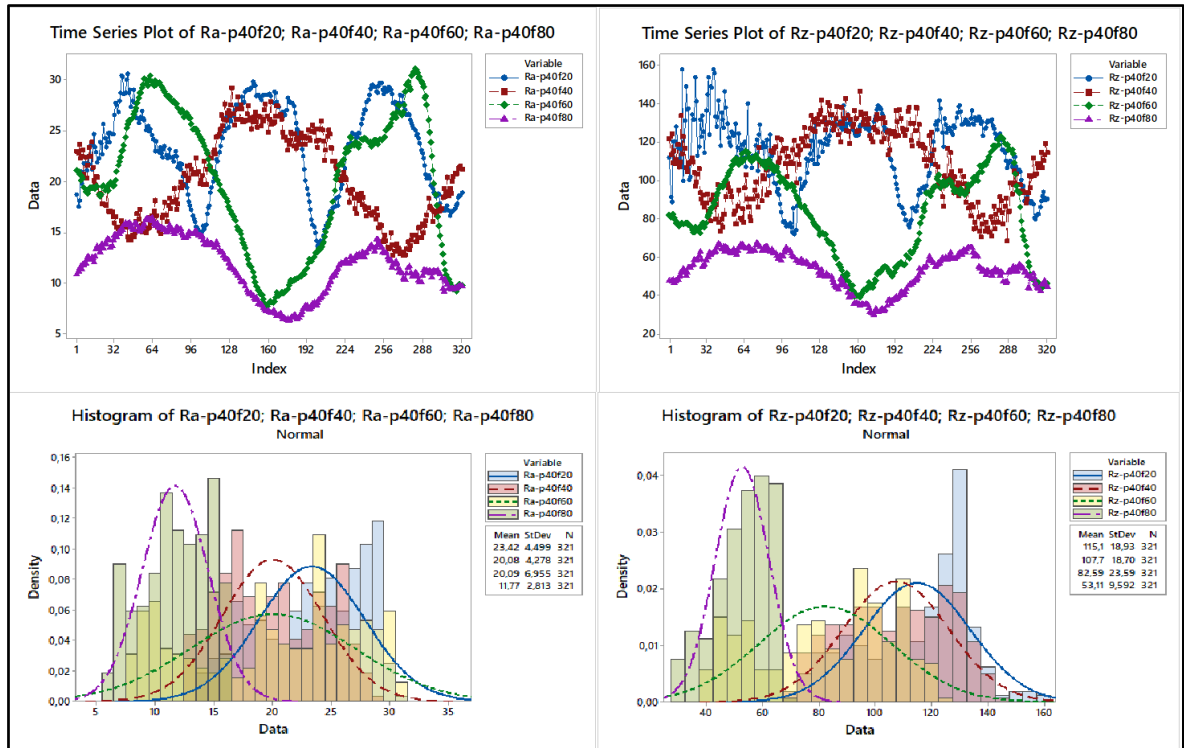 Time Series Plot of Ra-p40f20; Ra-p40f40; Ra-p40f60; Ra-p40f80
Data
30
25
20
15
10
5
1 32 64 96 128 160 192 224 256 288 320
Index
Variable
Ra-p40f20
Ra-p40f40
Ra-p40f60
Ra-p40f80
Time Series Plot of Rz-p40f20; Rz-p40f40; Rz-p40f60; Rz-p40f80
Data
160
140
120
100
80
60
40
20
1 32 64 96 128 160 192 224 256 288 320
Index
Variable
Rz-p40f20
Rz-p40f40
Rz-p40f60
Rz-p40f80
Histogram of Ra-p40f20; Ra-p40f40; Ra-p40f60; Ra-p40f80
Normal
Density
0,16
0,14
0,12
0,10
0,08
0,06
0,04
0,02
0,00
5 10 15 20 25 30 35
Data
Variable
Ra-p40f20
Ra-p40f40
Ra-p40f60
Ra-p40f80
Mean StDev N
23,42 4,499 321
20,08 4,278 321
20,09 6,955 321
11,77 2,813 321
Histogram of Rz-p40f20; Rz-p40f40; Rz-p40f60; Rz-p40f80
Normal
Density
0,04
0,03
0,02
0,01
0,00
40 60 80 100 120 140 160
Data
Variable
Rz-p40f20
Rz-p40f40
Rz-p40f60
Rz-p40f80
Mean StDev N
115,1 18,93 321
107,7 18,70 321
82,59 23,59 321
53,11 9,592 321